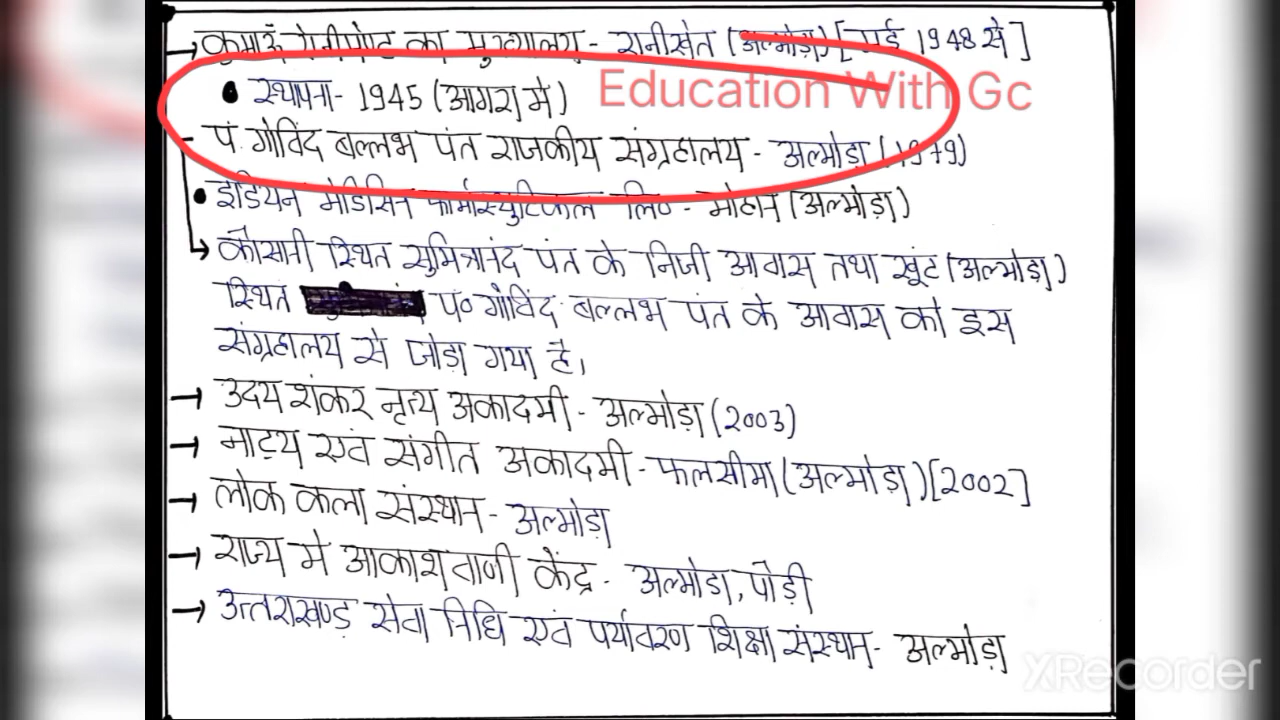 → कुमाऊँ रेजीमेण्ट का मुख्यालय - रानीखेत (अल्मोड़ा) [मई 1948 से]
• स्थापना - 1945 (आगरा में)
Education With Gc
पं. गोविंद बल्लभ पंत राजकीय संग्रहालय - अल्मोड़ा (1979)
• इंडियन मेडिसिन फार्मास्युटिकल लि० - मोहान (अल्मोड़ा)
→ कौसानी स्थित सुमित्रानंद पंत के निजी आवास तथा खूंट (अल्मोड़ा)
स्थित पं० गोविंद बल्लभ पंत के आवास को इस
संग्रहालय से जोड़ा गया है।
→ उदय शंकर नृत्य अकादमी - अल्मोड़ा (2003)
→ नाट्य एवं संगीत अकादमी - फलसीमा (अल्मोड़ा) [2002]
→ लोक कला संस्थान - अल्मोड़ा
→ राज्य मे आकाशवाणी केंद्र - अल्मोडा, पौड़ी
→ उत्तराखण्ड़ सेवा निधि एवं पर्यावरण शिक्षा संस्थान - अल्मोड़ा
XRecorder